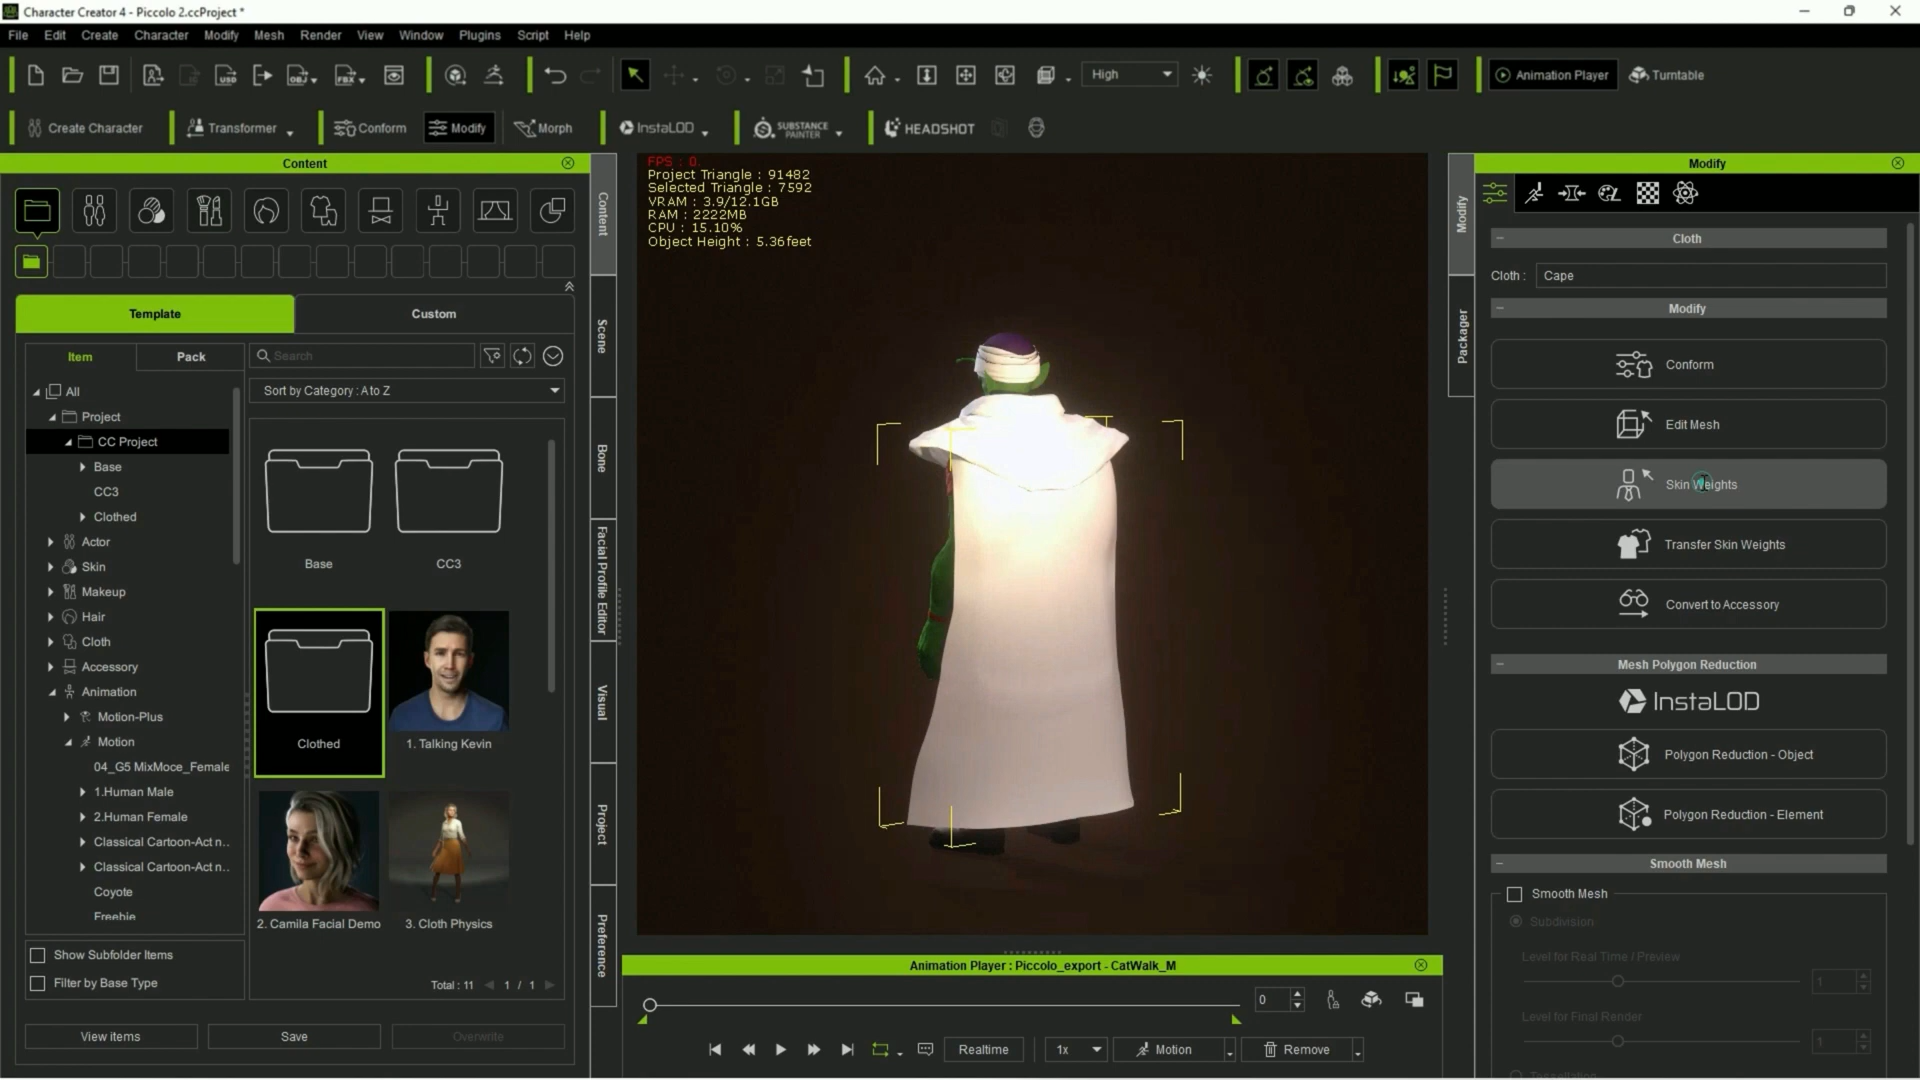 Character Creator 4 - Piccolo 2.ccProject *
File Edit Create Character Modify Mesh Render View Window Plugins Script Help
USD OBJ FBX High Animation Player Turntable
Create Character Transformer Conform Modify Morph InstaLOD SUBSTANCE PAINTER HEADSHOT
Content
Template Custom
Item Pack
Search
Sort by Category : A to Z
All
Project
CC Project
Base
CC3
Clothed
Actor
Skin
Makeup
Hair
Cloth
Accessory
Animation
Motion-Plus
Motion
04_G5 MixMoce_Female
1.Human Male
2.Human Female
Classical Cartoon-Act n...
Classical Cartoon-Act n...
Coyote
Freebie
Base
CC3
Clothed
1. Talking Kevin
2. Camila Facial Demo
3. Cloth Physics
Show Subfolder Items
Filter by Base Type
Total : 11 1 / 1
View items Save Overwrite
Content
Scene
Bone
Facial Profile Editor
Visual
Project
Preference
FPS : 0.
Project Triangle : 91482
Selected Triangle : 7592
VRAM : 3.9/12.1GB
RAM : 2222MB
CPU : 15.10%
Object Height : 5.36feet
Animation Player : Piccolo_export - CatWalk_M
0
Realtime 1x Motion Remove
Modify
Packager
Modify
Cloth
Cloth : Cape
Modify
Conform
Edit Mesh
Skin Weights
Transfer Skin Weights
Convert to Accessory
Mesh Polygon Reduction
InstaLOD
Polygon Reduction - Object
Polygon Reduction - Element
Smooth Mesh
Smooth Mesh
Subdivision
Level for Real Time / Preview
1
Level for Final Render
1
Tessellation